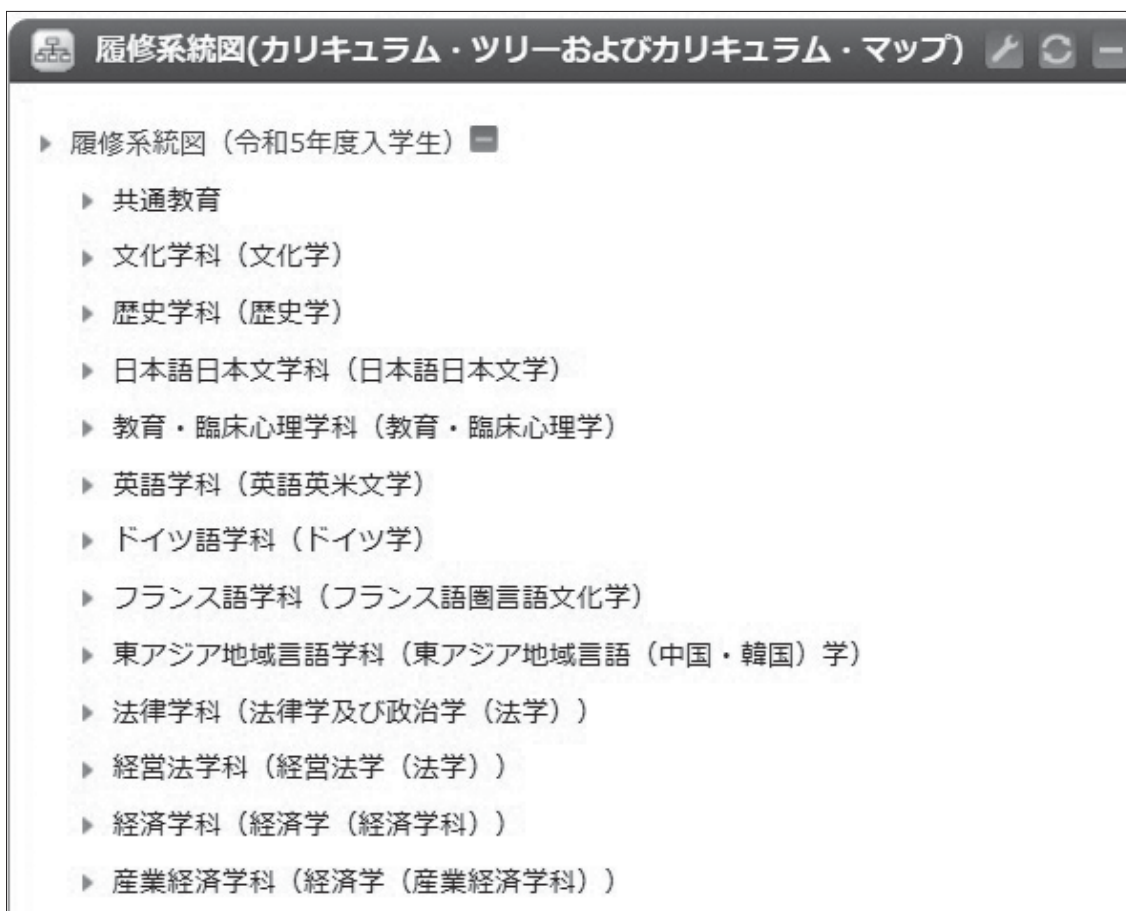 履修系統図(カリキュラム・ツリーおよびカリキュラム・マップ)
履修系統図（令和5年度入学生）
共通教育
文化学科（文化学）
歴史学科（歴史学）
日本語日本文学科（日本語日本文学）
教育・臨床心理学科（教育・臨床心理学）
英語学科（英語英米文学）
ドイツ語学科（ドイツ学）
フランス語学科（フランス語圏言語文化学）
東アジア地域言語学科（東アジア地域言語（中国・韓国）学）
法律学科（法律学及び政治学（法学））
経営法学科（経営法学（法学））
経済学科（経済学（経済学科））
産業経済学科（経済学（産業経済学科））